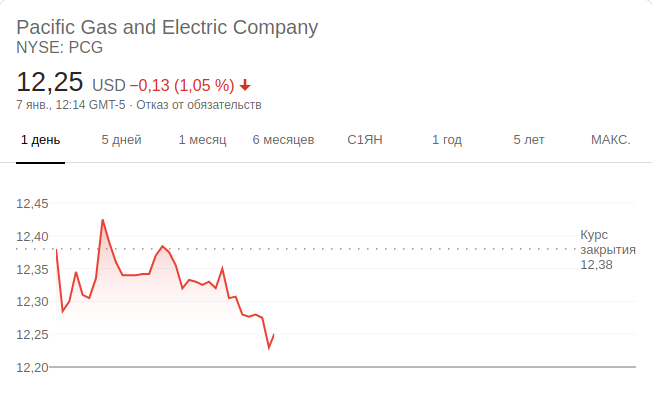 Pacific Gas and Electric Company
NYSE: PCG
12,25 USD −0,13 (1,05 %)
7 янв., 12:14 GMT-5 · Отказ от обязательств
1 день 5 дней 1 месяц 6 месяцев С1ЯН 1 год 5 лет МАКС.
12,45
12,40
12,35
12,30
12,25
12,20
Курс
закрытия
12,38